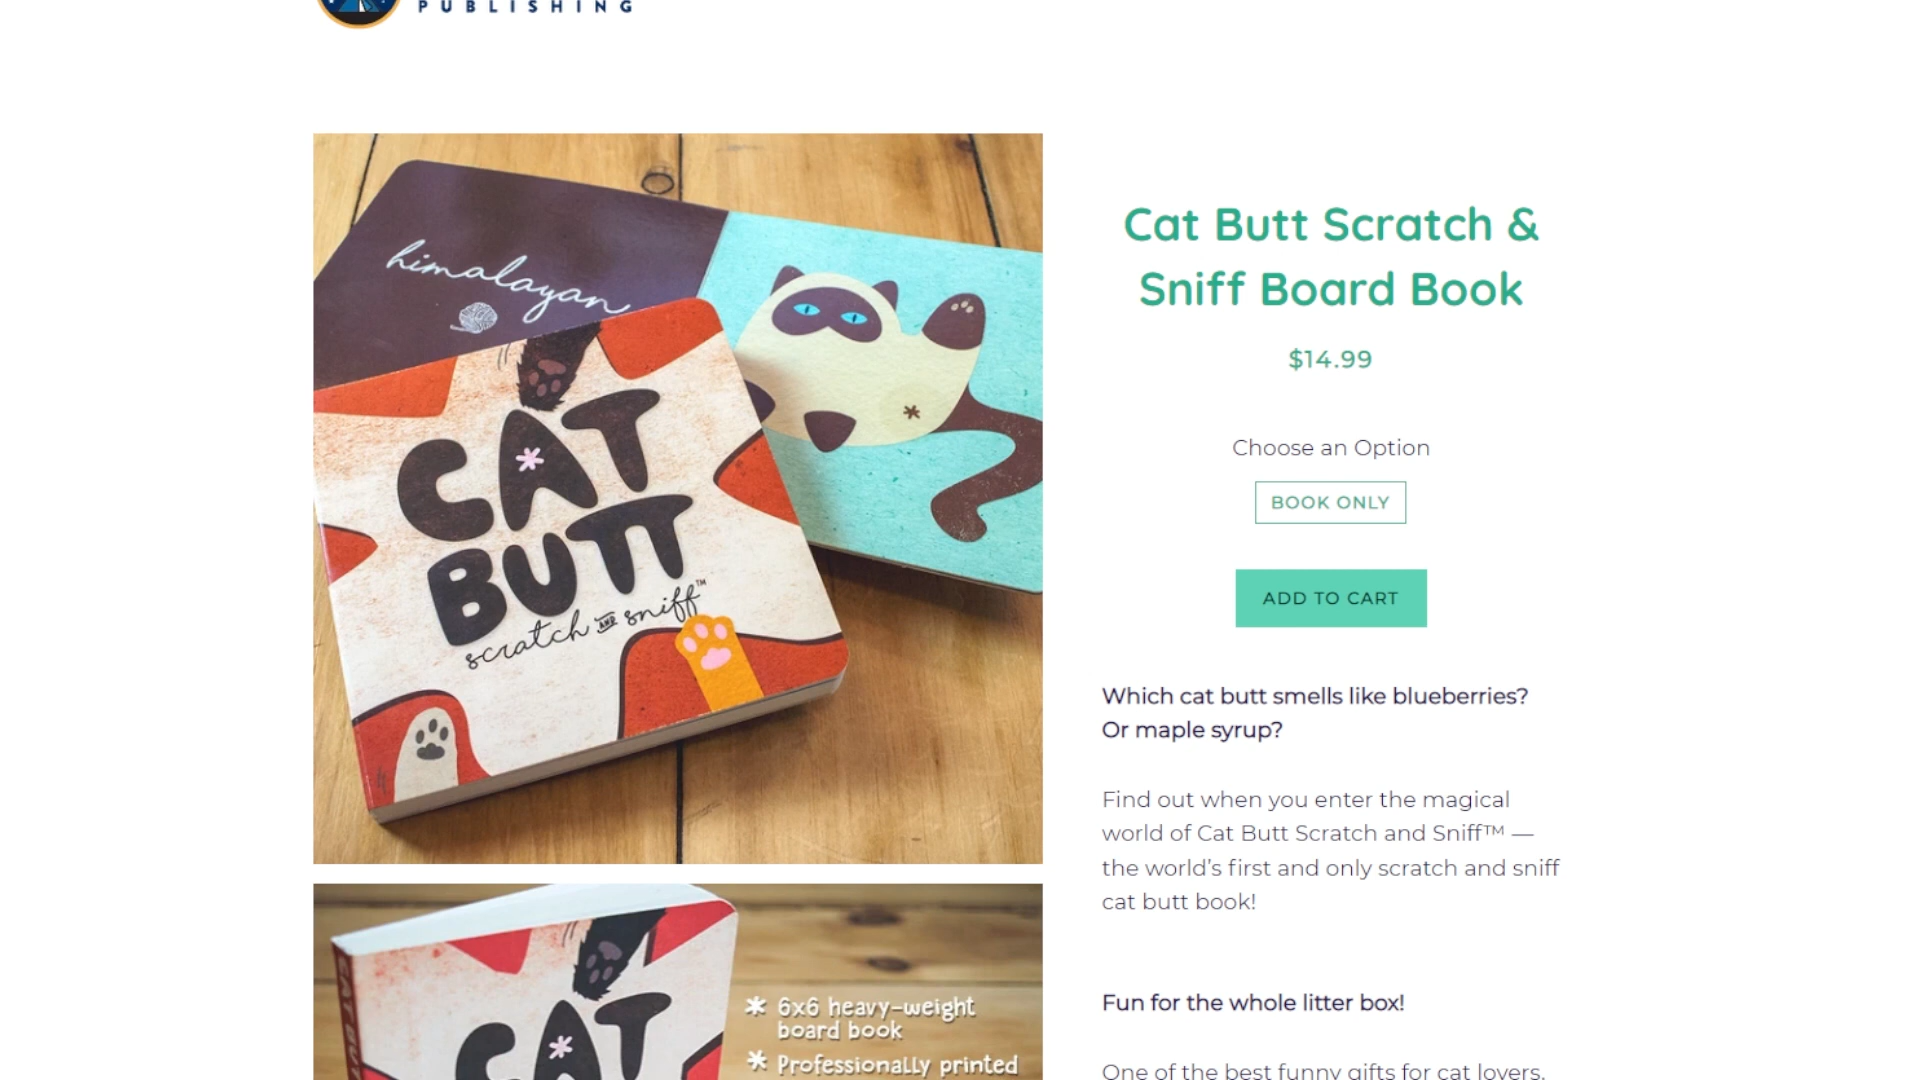 PUBLISHING
himalayan
CAT
BUTT
scratch AND sniff™
Cat Butt Scratch &
Sniff Board Book
$14.99
Choose an Option
BOOK ONLY
ADD TO CART
Which cat butt smells like blueberries?
Or maple syrup?
Find out when you enter the magical
world of Cat Butt Scratch and Sniff™ —
the world’s first and only scratch and sniff
cat butt book!
Fun for the whole litter box!
One of the best funny gifts for cat lovers.
CAT BUT
CAT
* 6x6 heavy-weight
board book
* Professionally printed